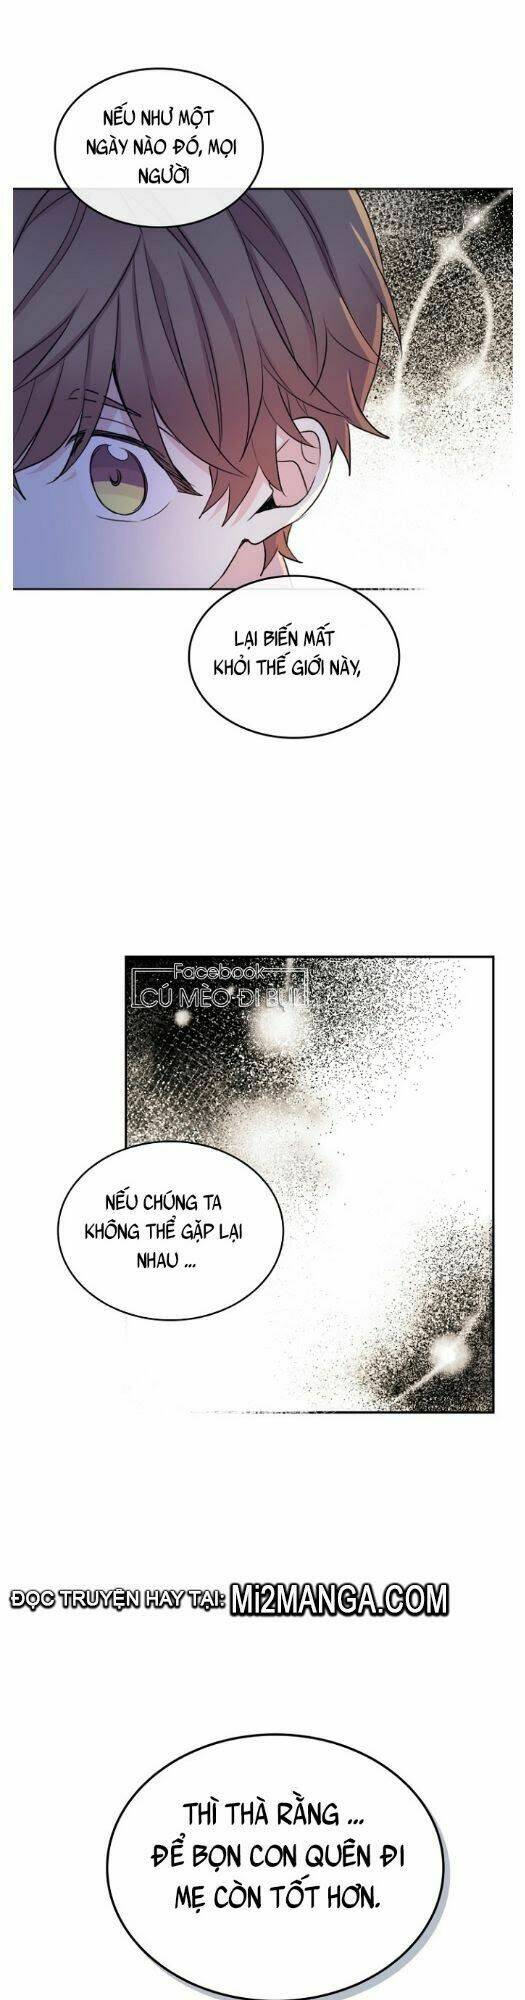 NẾU NHƯ MỘT
NGÀY NÀO ĐÓ, MỌI
NGƯỜI
LẠI BIẾN MẤT
KHỎI THẾ GIỚI NÀY,
Facebook
CÚ MÈO ĐI BỤI
NẾU CHÚNG TA
KHÔNG THỂ GẶP LẠI
NHAU ...
ĐỌC TRUYỆN HAY TẠI: MI2MANGA.COM
THÌ THÀ RẰNG ...
ĐỂ BỌN CON QUÊN ĐI
MẸ CÒN TỐT HƠN.